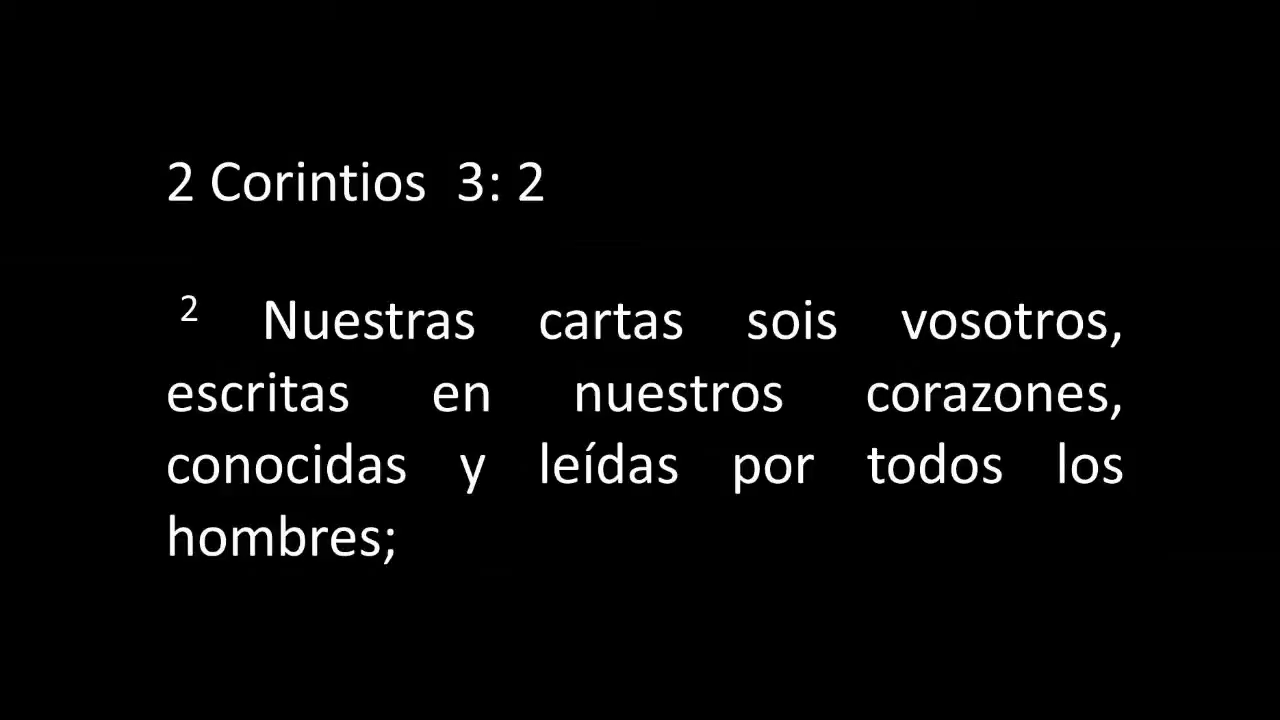 2 Corintios 3: 2
2 Nuestras cartas sois vosotros,
escritas en nuestros corazones,
conocidas y leídas por todos los
hombres;